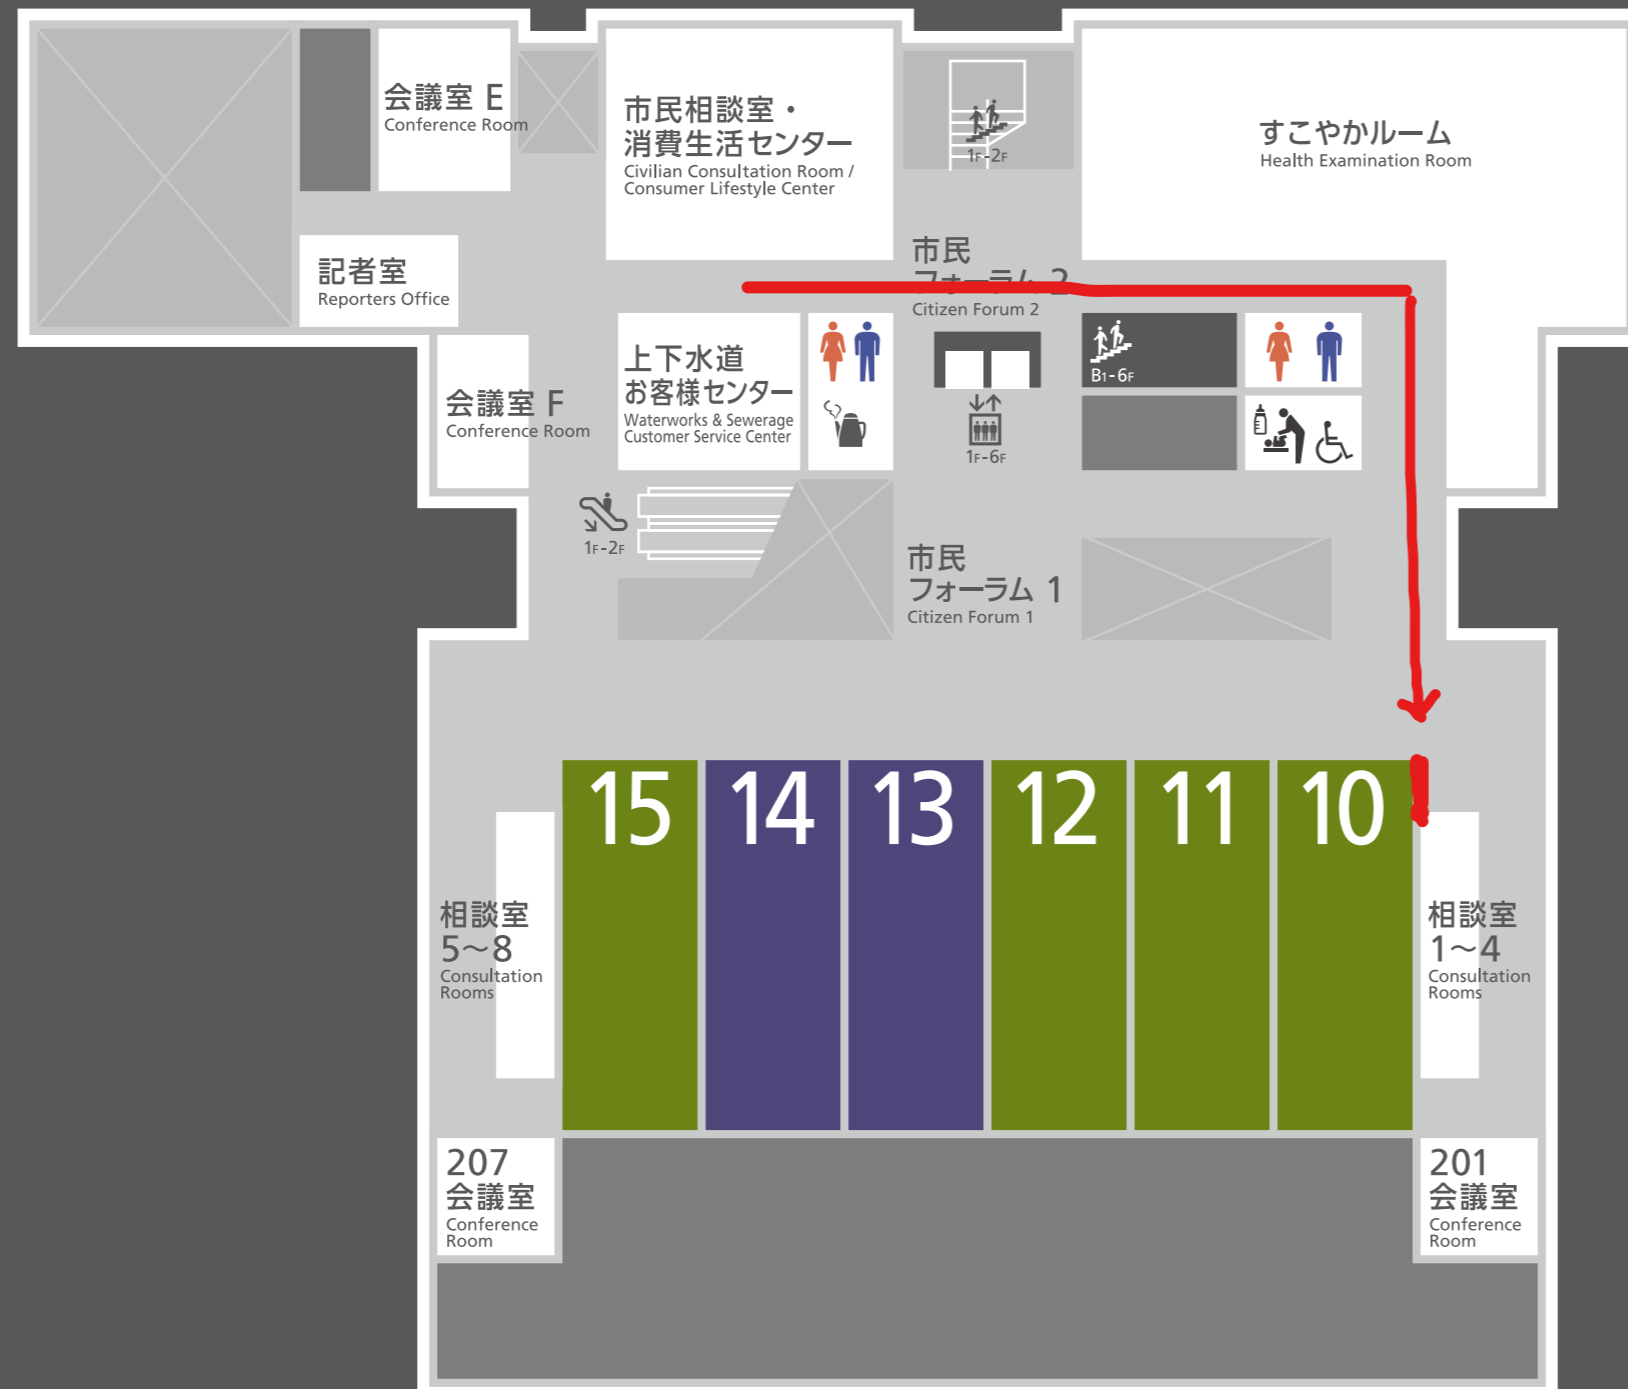 会議室 E
Conference Room
市民相談室・
消費生活センター
Civilian Consultation Room /
Consumer Lifestyle Center
1F-2F
すこやかルーム
Health Examination Room
記者室
Reporters Office
市民
フォーラム 2
Citizen Forum 2
会議室 F
Conference Room
上下水道
お客様センター
Waterworks & Sewerage
Customer Service Center
1F-6F
B1-6F
1F-2F
市民
フォーラム 1
Citizen Forum 1
15
14
13
12
11
10
相談室
5～8
Consultation
Rooms
相談室
1～4
Consultation
Rooms
207
会議室
Conference
Room
201
会議室
Conference
Room